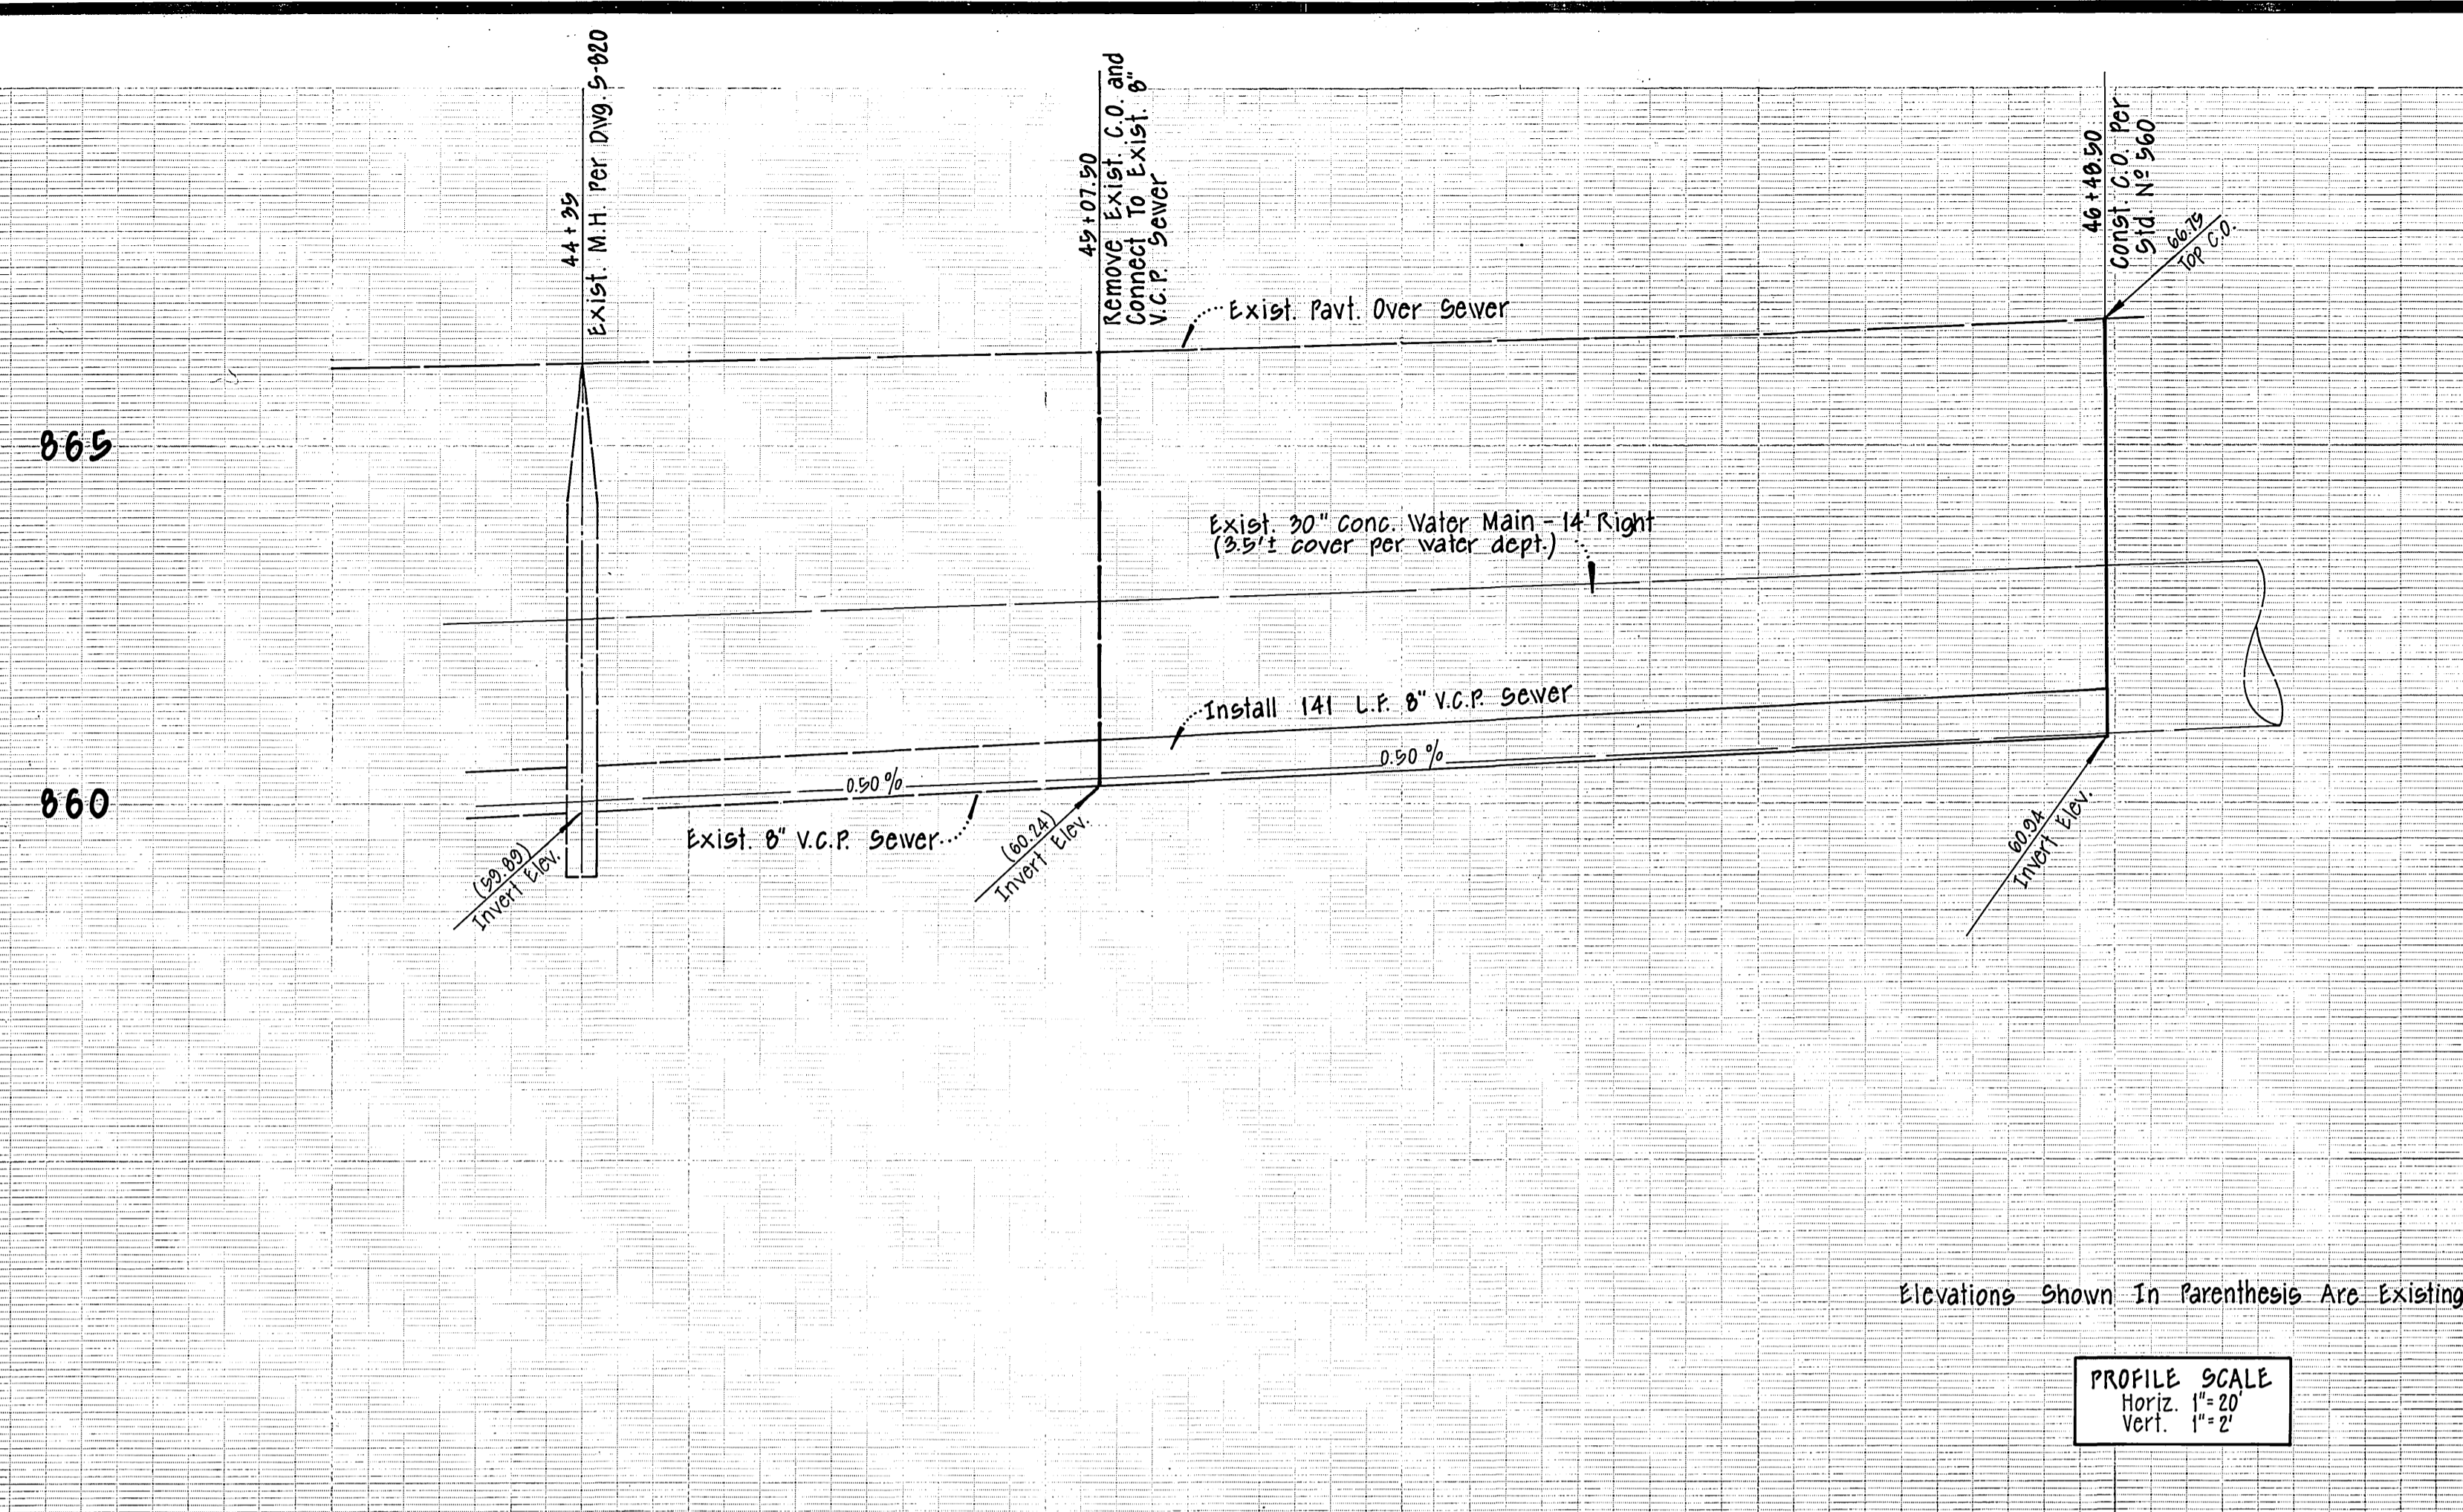 44+35
Exist. M.H. Per Dwg. S-820
45+07.50
Remove Exist. C.O. and
Connect To Exist. 8"
V.C.P. Sewer
46+48.50
Const. C.O. Per
Std. Nº 560
66.75
Top C.O.
Exist. Pavt. Over Sewer
865
Exist. 30" Conc. Water Main - 14' Right
(3.5'± cover per water dept.)
Install 141 L.F. 8" V.C.P. Sewer
0.50%
0.50%
860
Exist. 8" V.C.P. Sewer
(59.89)
Invert Elev.
(60.24)
Invert Elev.
60.94
Invert Elev.
Elevations Shown In Parenthesis Are Existing
PROFILE SCALE
Horiz. 1"=20'
Vert. 1"=2'